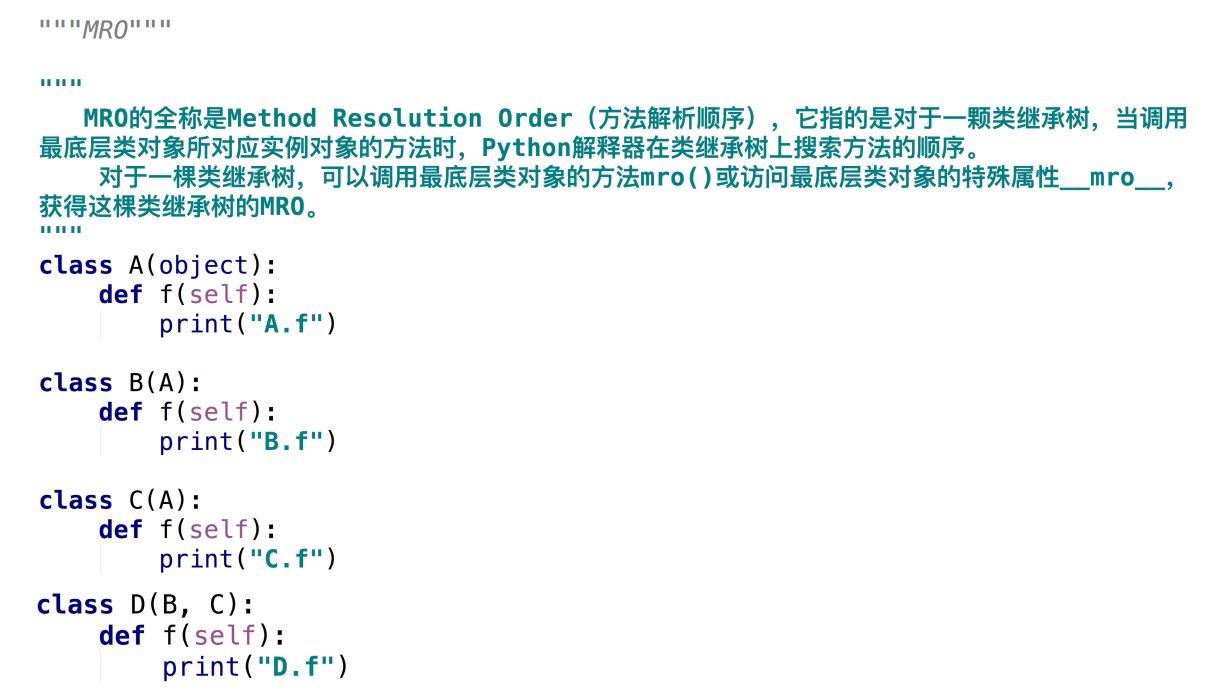 """MRO"""
"""
MRO的全称是Method Resolution Order（方法解析顺序），它指的是对于一颗类继承树，当调用
最底层类对象所对应实例对象的方法时，Python解释器在类继承树上搜索方法的顺序。
对于一棵类继承树，可以调用最底层类对象的方法mro()或访问最底层类对象的特殊属性__mro__，
获得这棵类继承树的MRO。
"""
class A(object):
    def f(self):
        print("A.f")
class B(A):
    def f(self):
        print("B.f")
class C(A):
    def f(self):
        print("C.f")
class D(B, C):
    def f(self):
        print("D.f")